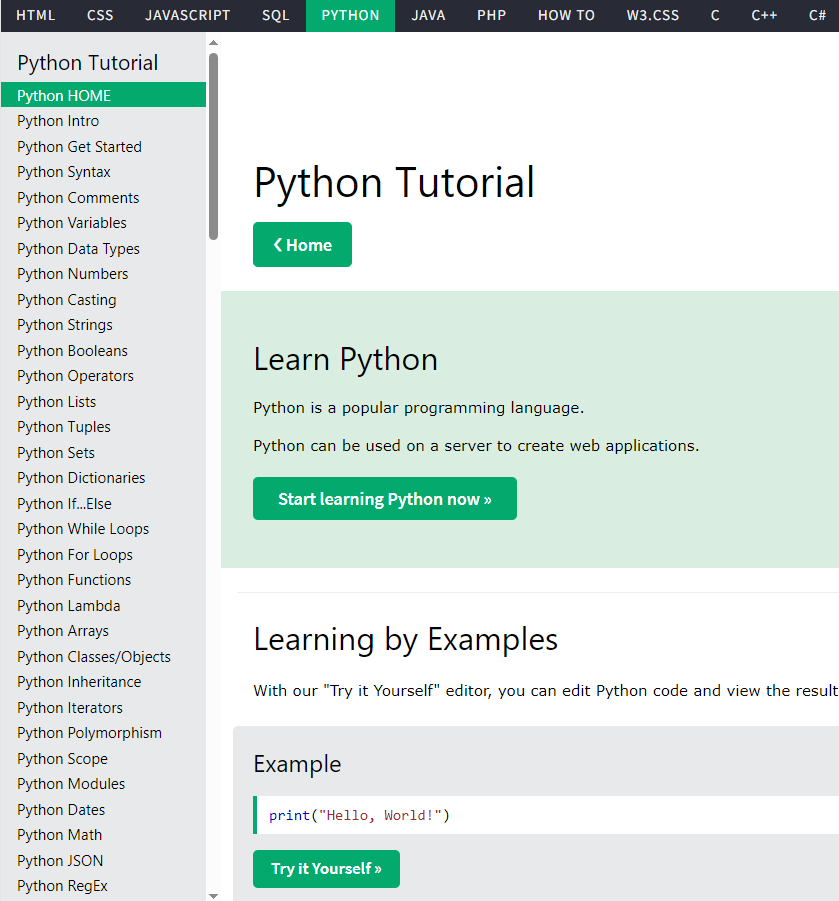 HTML CSS JAVASCRIPT SQL PYTHON JAVA PHP HOW TO W3.CSS C C++ C#
Python Tutorial
Python HOME
Python Intro
Python Get Started
Python Syntax
Python Comments
Python Variables
Python Data Types
Python Numbers
Python Casting
Python Strings
Python Booleans
Python Operators
Python Lists
Python Tuples
Python Sets
Python Dictionaries
Python If...Else
Python While Loops
Python For Loops
Python Functions
Python Lambda
Python Arrays
Python Classes/Objects
Python Inheritance
Python Iterators
Python Polymorphism
Python Scope
Python Modules
Python Dates
Python Math
Python JSON
Python RegEx
Python Tutorial
❮ Home
Learn Python
Python is a popular programming language.
Python can be used on a server to create web applications.
Start learning Python now »
Learning by Examples
With our "Try it Yourself" editor, you can edit Python code and view the result
Example
print("Hello, World!")
Try it Yourself »